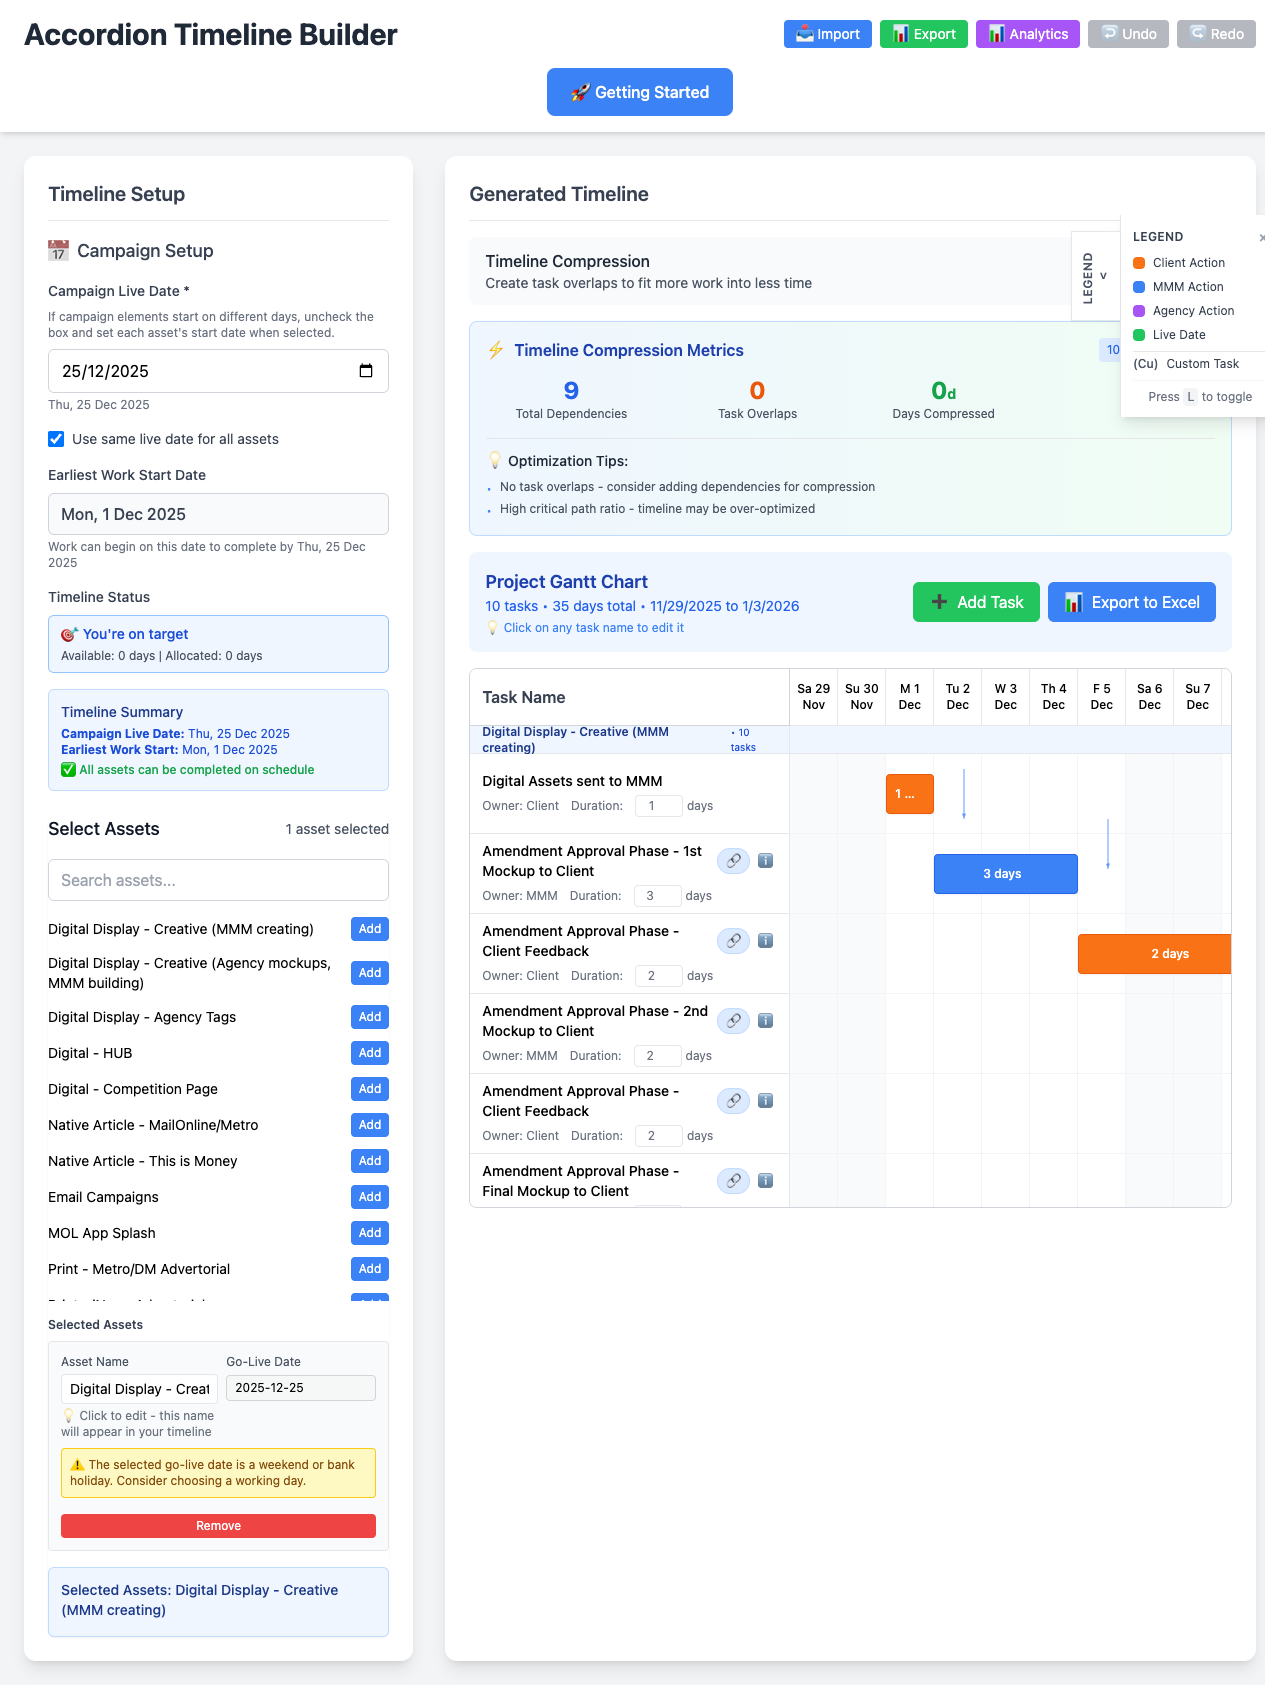 Accordion Timeline Builder
Import
Export
Analytics
Undo
Redo
Getting Started
Timeline Setup
Campaign Setup
Campaign Live Date *
If campaign elements start on different days, uncheck the
box and set each asset's start date when selected.
25/12/2025
Thu, 25 Dec 2025
Use same live date for all assets
Earliest Work Start Date
Mon, 1 Dec 2025
Work can begin on this date to complete by Thu, 25 Dec
2025
Timeline Status
You're on target
Available: 0 days | Allocated: 0 days
Timeline Summary
Campaign Live Date: Thu, 25 Dec 2025
Earliest Work Start: Mon, 1 Dec 2025
All assets can be completed on schedule
Select Assets
1 asset selected
Search assets...
Digital Display - Creative (MMM creating)
Add
Digital Display - Creative (Agency mockups,
MMM building)
Add
Digital Display - Agency Tags
Add
Digital - HUB
Add
Digital - Competition Page
Add
Native Article - MailOnline/Metro
Add
Native Article - This is Money
Add
Email Campaigns
Add
MOL App Splash
Add
Print - Metro/DM Advertorial
Add
Selected Assets
Asset Name
Go-Live Date
Digital Display - Creat
2025-12-25
Click to edit - this name
will appear in your timeline
The selected go-live date is a weekend or bank
holiday. Consider choosing a working day.
Remove
Selected Assets: Digital Display - Creative
(MMM creating)
Generated Timeline
Timeline Compression
Create task overlaps to fit more work into less time
LEGEND
v
LEGEND
×
Client Action
MMM Action
Agency Action
Live Date
(Cu) Custom Task
Press L to toggle
Timeline Compression Metrics
10
9
Total Dependencies
0
Task Overlaps
0d
Days Compressed
Optimization Tips:
• No task overlaps - consider adding dependencies for compression
• High critical path ratio - timeline may be over-optimized
Project Gantt Chart
10 tasks • 35 days total • 11/29/2025 to 1/3/2026
Click on any task name to edit it
Add Task
Export to Excel
Task Name
Sa 29
Nov
Su 30
Nov
M 1
Dec
Tu 2
Dec
W 3
Dec
Th 4
Dec
F 5
Dec
Sa 6
Dec
Su 7
Dec
Digital Display - Creative (MMM
creating)
• 10
tasks
Digital Assets sent to MMM
Owner: Client Duration: 1 days
1 ...
Amendment Approval Phase - 1st
Mockup to Client
Owner: MMM Duration: 3 days
3 days
Amendment Approval Phase -
Client Feedback
Owner: Client Duration: 2 days
2 days
Amendment Approval Phase - 2nd
Mockup to Client
Owner: MMM Duration: 2 days
Amendment Approval Phase -
Client Feedback
Owner: Client Duration: 2 days
Amendment Approval Phase -
Final Mockup to Client